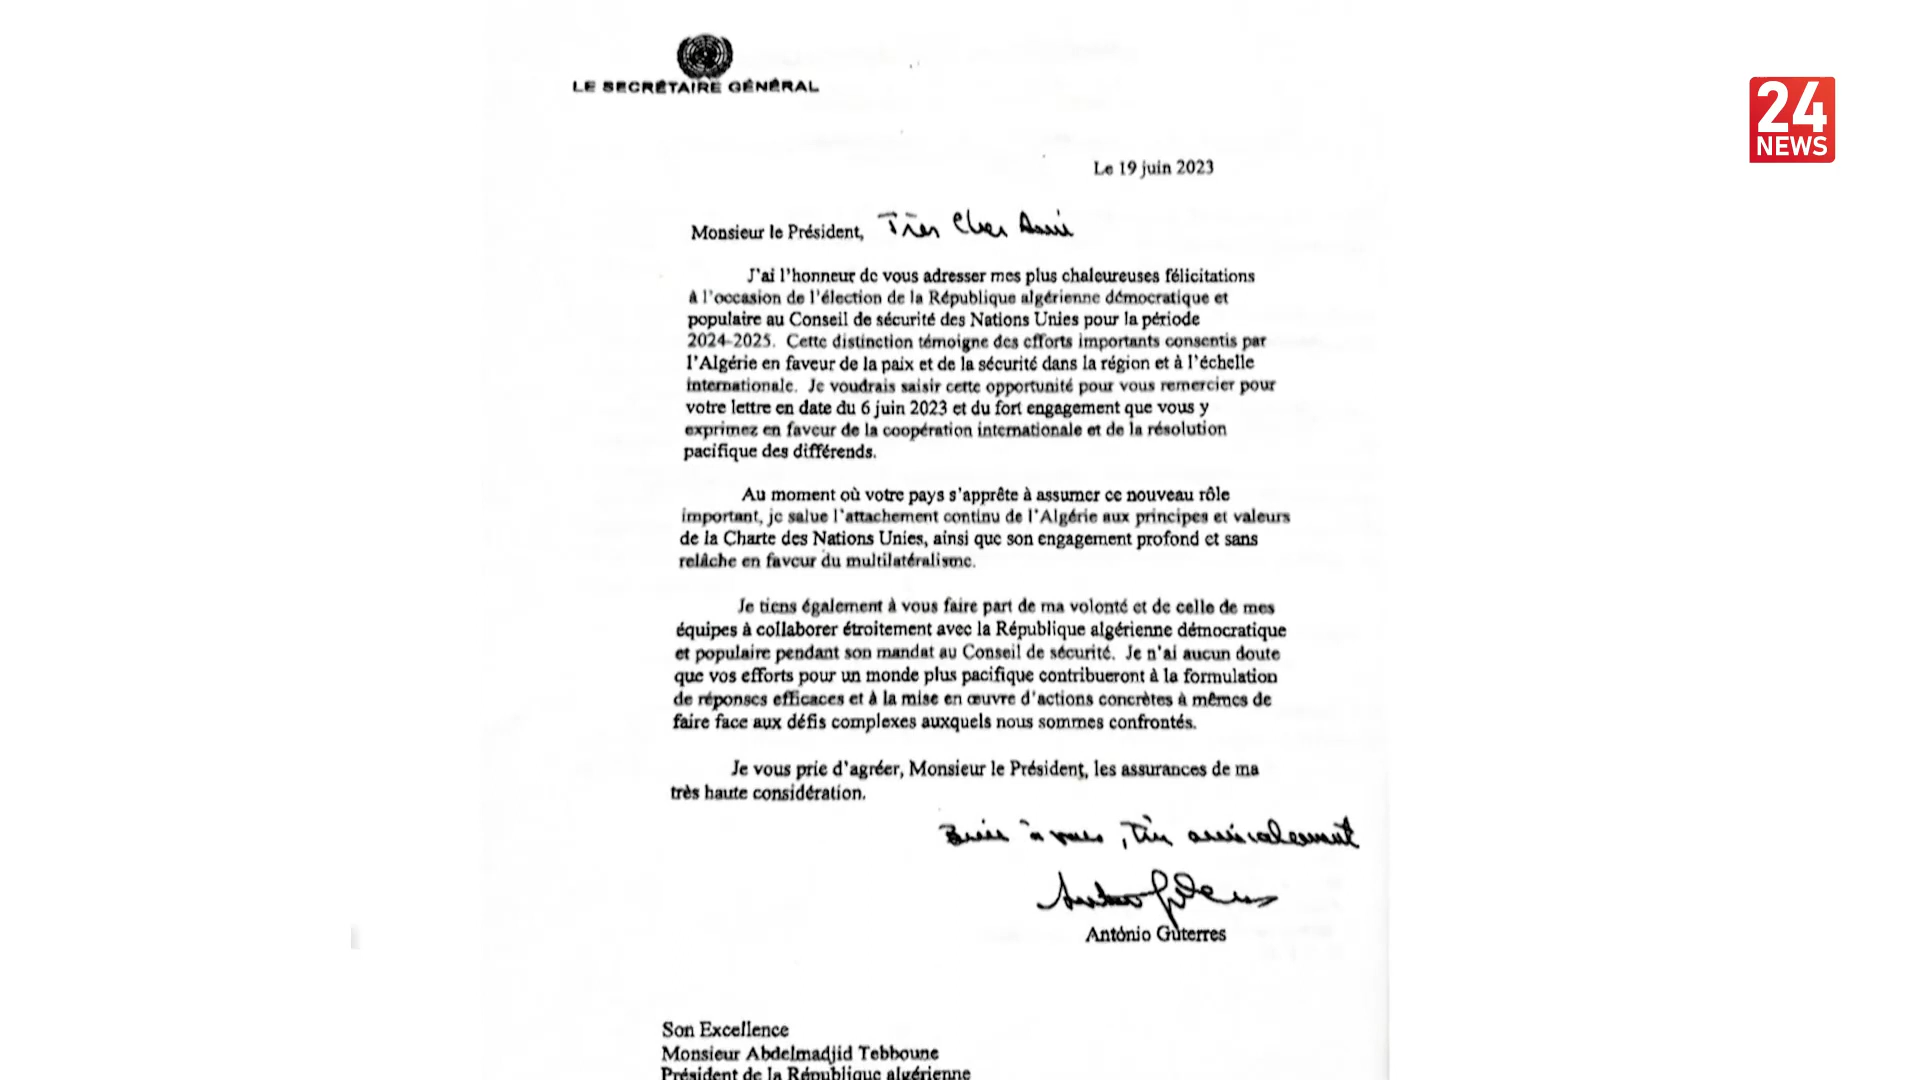 LE SECRÉTAIRE GÉNÉRAL
24
NEWS
Le 19 juin 2023
Monsieur le Président, Très Cher Ami
J'ai l'honneur de vous adresser mes plus chaleureuses félicitations
à l'occasion de l'élection de la République algérienne démocratique et
populaire au Conseil de sécurité des Nations Unies pour la période
2024-2025. Cette distinction témoigne des efforts importants consentis par
l'Algérie en faveur de la paix et de la sécurité dans la région et à l'échelle
internationale. Je voudrais saisir cette opportunité pour vous remercier pour
votre lettre en date du 6 juin 2023 et du fort engagement que vous y
exprimez en faveur de la coopération internationale et de la résolution
pacifique des différends.
Au moment où votre pays s'apprête à assumer ce nouveau rôle
important, je salue l'attachement continu de l'Algérie aux principes et valeurs
de la Charte des Nations Unies, ainsi que son engagement profond et sans
relâche en faveur du multilatéralisme.
Je tiens également à vous faire part de ma volonté et de celle de mes
équipes à collaborer étroitement avec la République algérienne démocratique
et populaire pendant son mandat au Conseil de sécurité. Je n'ai aucun doute
que vos efforts pour un monde plus pacifique contribueront à la formulation
de réponses efficaces et à la mise en œuvre d'actions concrètes à mêmes de
faire face aux défis complexes auxquels nous sommes confrontés.
Je vous prie d'agréer, Monsieur le Président, les assurances de ma
très haute considération.
à vous, Très amicalement
António Guterres
Son Excellence
Monsieur Abdelmadjid Tebboune
Président de la République algérienne